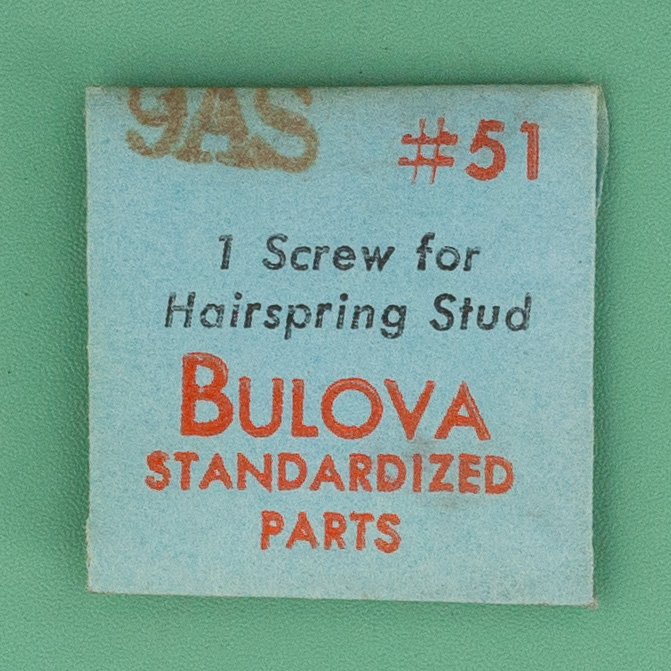 9AS #51
1 Screw for
Hairspring Stud
BULOVA
STANDARDIZED
PARTS